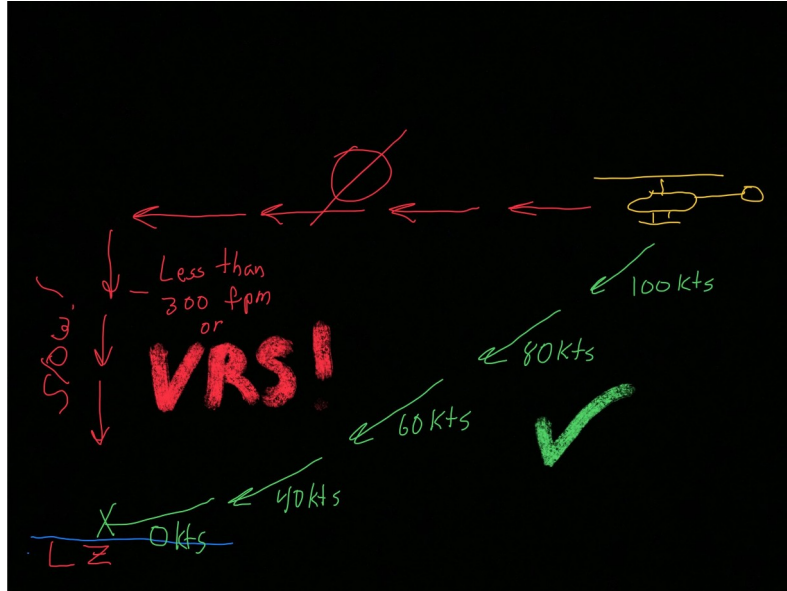 100kts
Less than
300 fpm
or
VRS!
Slow!
80kts
60kts
40kts
0kts
LZ